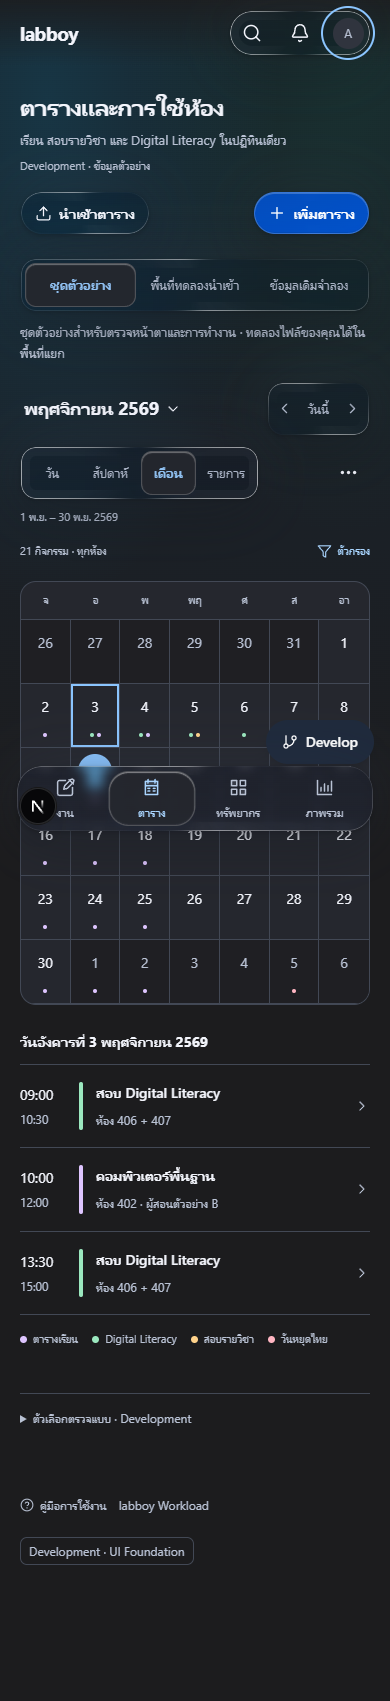 labboy
A
ตารางและการใช้ห้อง
เรียน สอบรายวิชา และ Digital Literacy ในปฏิทินเดียว
Development · ข้อมูลตัวอย่าง
นำเข้าตาราง
เพิ่มตาราง
ชุดตัวอย่าง พื้นที่ทดลองนำเข้า ข้อมูลเดิมจำลอง
ชุดตัวอย่างสำหรับตรวจหน้าตาและการทำงาน · ทดลองไฟล์ของคุณได้ใน
พื้นที่แยก
พฤศจิกายน 2569
วันนี้
วัน สัปดาห์ เดือน รายการ
1 พ.ย. – 30 พ.ย. 2569
21 กิจกรรม · ทุกห้อง
ตัวกรอง
จ อ พ พฤ ศ ส อา
26 27 28 29 30 31 1
2 3 4 5 6 7 8
Develop
N งาน ตาราง ทรัพยากร ภาพรวม
16 17 18 19 20 21 22
23 24 25 26 27 28 29
30 1 2 3 4 5 6
วันอังคารที่ 3 พฤศจิกายน 2569
09:00 สอบ Digital Literacy
10:30 ห้อง 406 + 407
10:00 คอมพิวเตอร์พื้นฐาน
12:00 ห้อง 402 · ผู้สอนตัวอย่าง B
13:30 สอบ Digital Literacy
15:00 ห้อง 406 + 407
ตารางเรียน Digital Literacy สอบรายวิชา วันหยุดไทย
ตัวเลือกตรวจแบบ · Development
คู่มือการใช้งาน labboy Workload
Development · UI Foundation